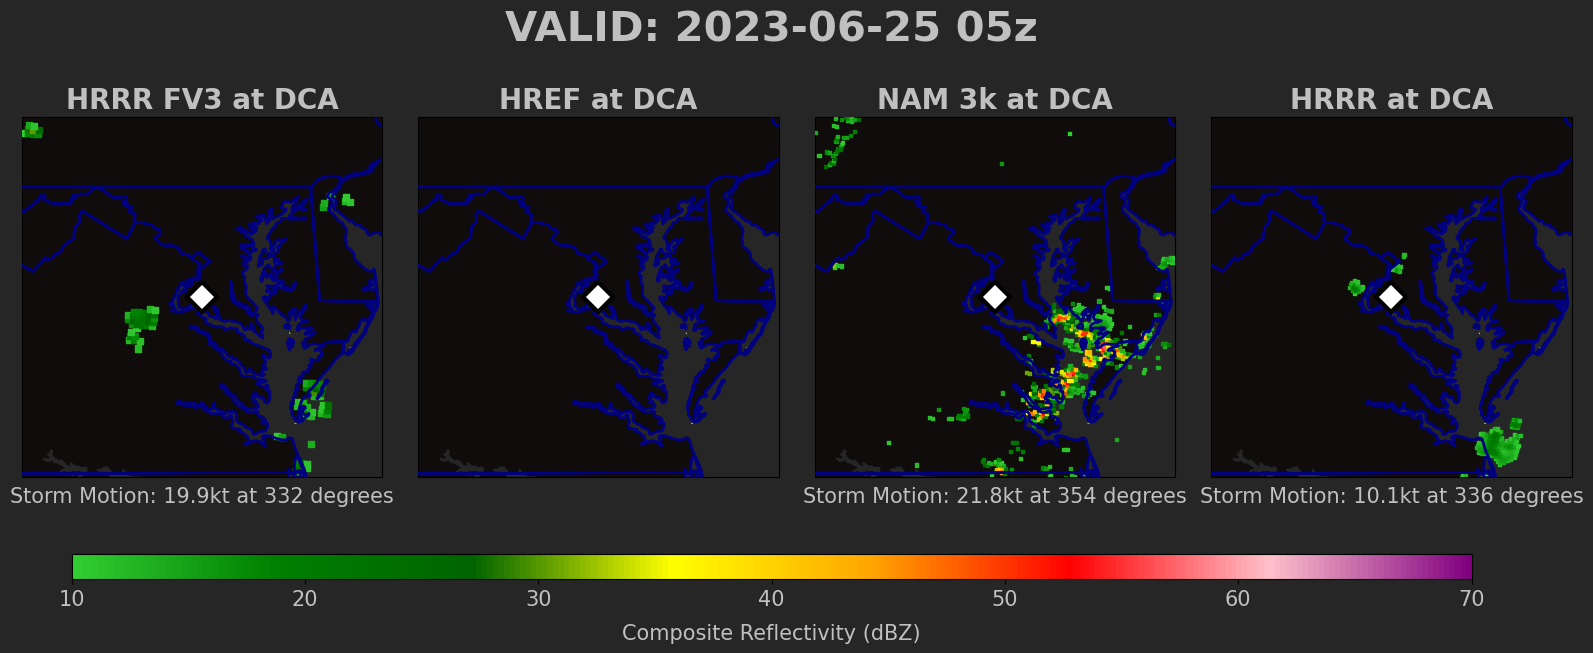 VALID: 2023-06-25 05z
HRRR FV3 at DCA
HREF at DCA
NAM 3k at DCA
HRRR at DCA
Storm Motion: 19.9kt at 332 degrees
Storm Motion: 21.8kt at 354 degrees
Storm Motion: 10.1kt at 336 degrees
10 20 30 40 50 60 70
Composite Reflectivity (dBZ)